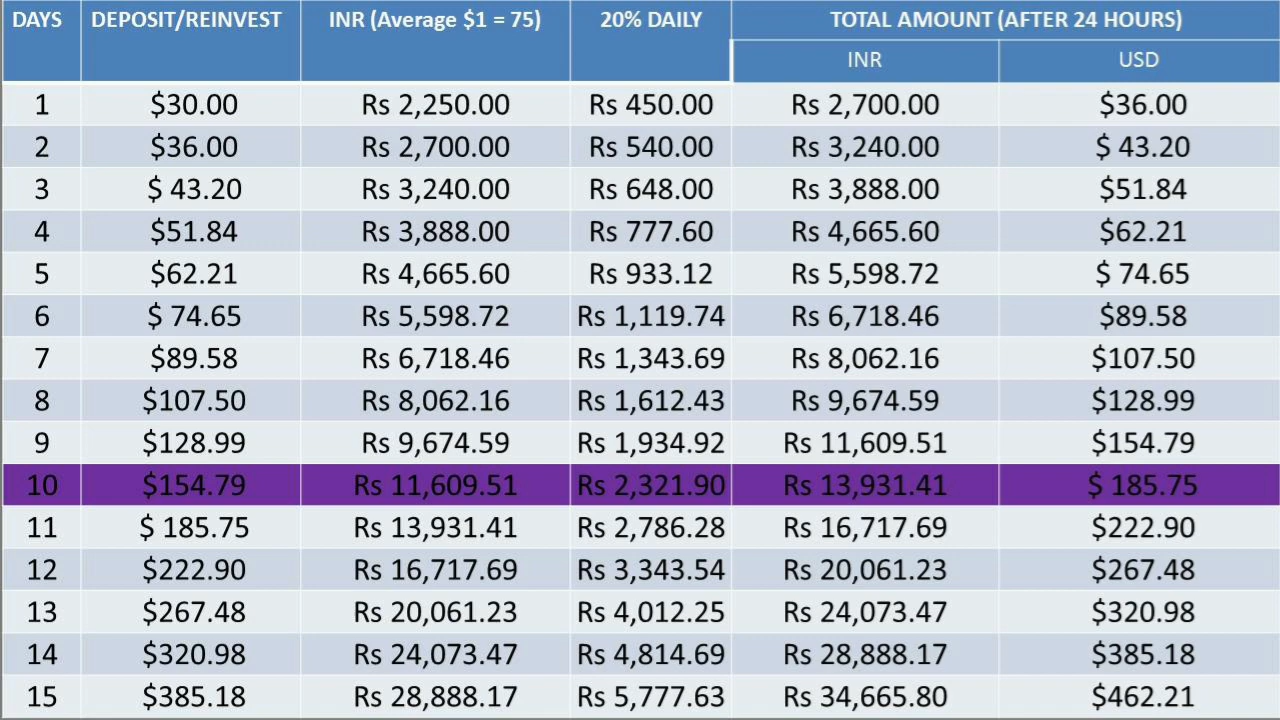 DAYS DEPOSIT/REINVEST INR (Average $1 = 75) 20% DAILY TOTAL AMOUNT (AFTER 24 HOURS)
INR USD
1 $30.00 Rs 2,250.00 Rs 450.00 Rs 2,700.00 $36.00
2 $36.00 Rs 2,700.00 Rs 540.00 Rs 3,240.00 $ 43.20
3 $ 43.20 Rs 3,240.00 Rs 648.00 Rs 3,888.00 $51.84
4 $51.84 Rs 3,888.00 Rs 777.60 Rs 4,665.60 $62.21
5 $62.21 Rs 4,665.60 Rs 933.12 Rs 5,598.72 $ 74.65
6 $ 74.65 Rs 5,598.72 Rs 1,119.74 Rs 6,718.46 $89.58
7 $89.58 Rs 6,718.46 Rs 1,343.69 Rs 8,062.16 $107.50
8 $107.50 Rs 8,062.16 Rs 1,612.43 Rs 9,674.59 $128.99
9 $128.99 Rs 9,674.59 Rs 1,934.92 Rs 11,609.51 $154.79
10 $154.79 Rs 11,609.51 Rs 2,321.90 Rs 13,931.41 $ 185.75
11 $ 185.75 Rs 13,931.41 Rs 2,786.28 Rs 16,717.69 $222.90
12 $222.90 Rs 16,717.69 Rs 3,343.54 Rs 20,061.23 $267.48
13 $267.48 Rs 20,061.23 Rs 4,012.25 Rs 24,073.47 $320.98
14 $320.98 Rs 24,073.47 Rs 4,814.69 Rs 28,888.17 $385.18
15 $385.18 Rs 28,888.17 Rs 5,777.63 Rs 34,665.80 $462.21